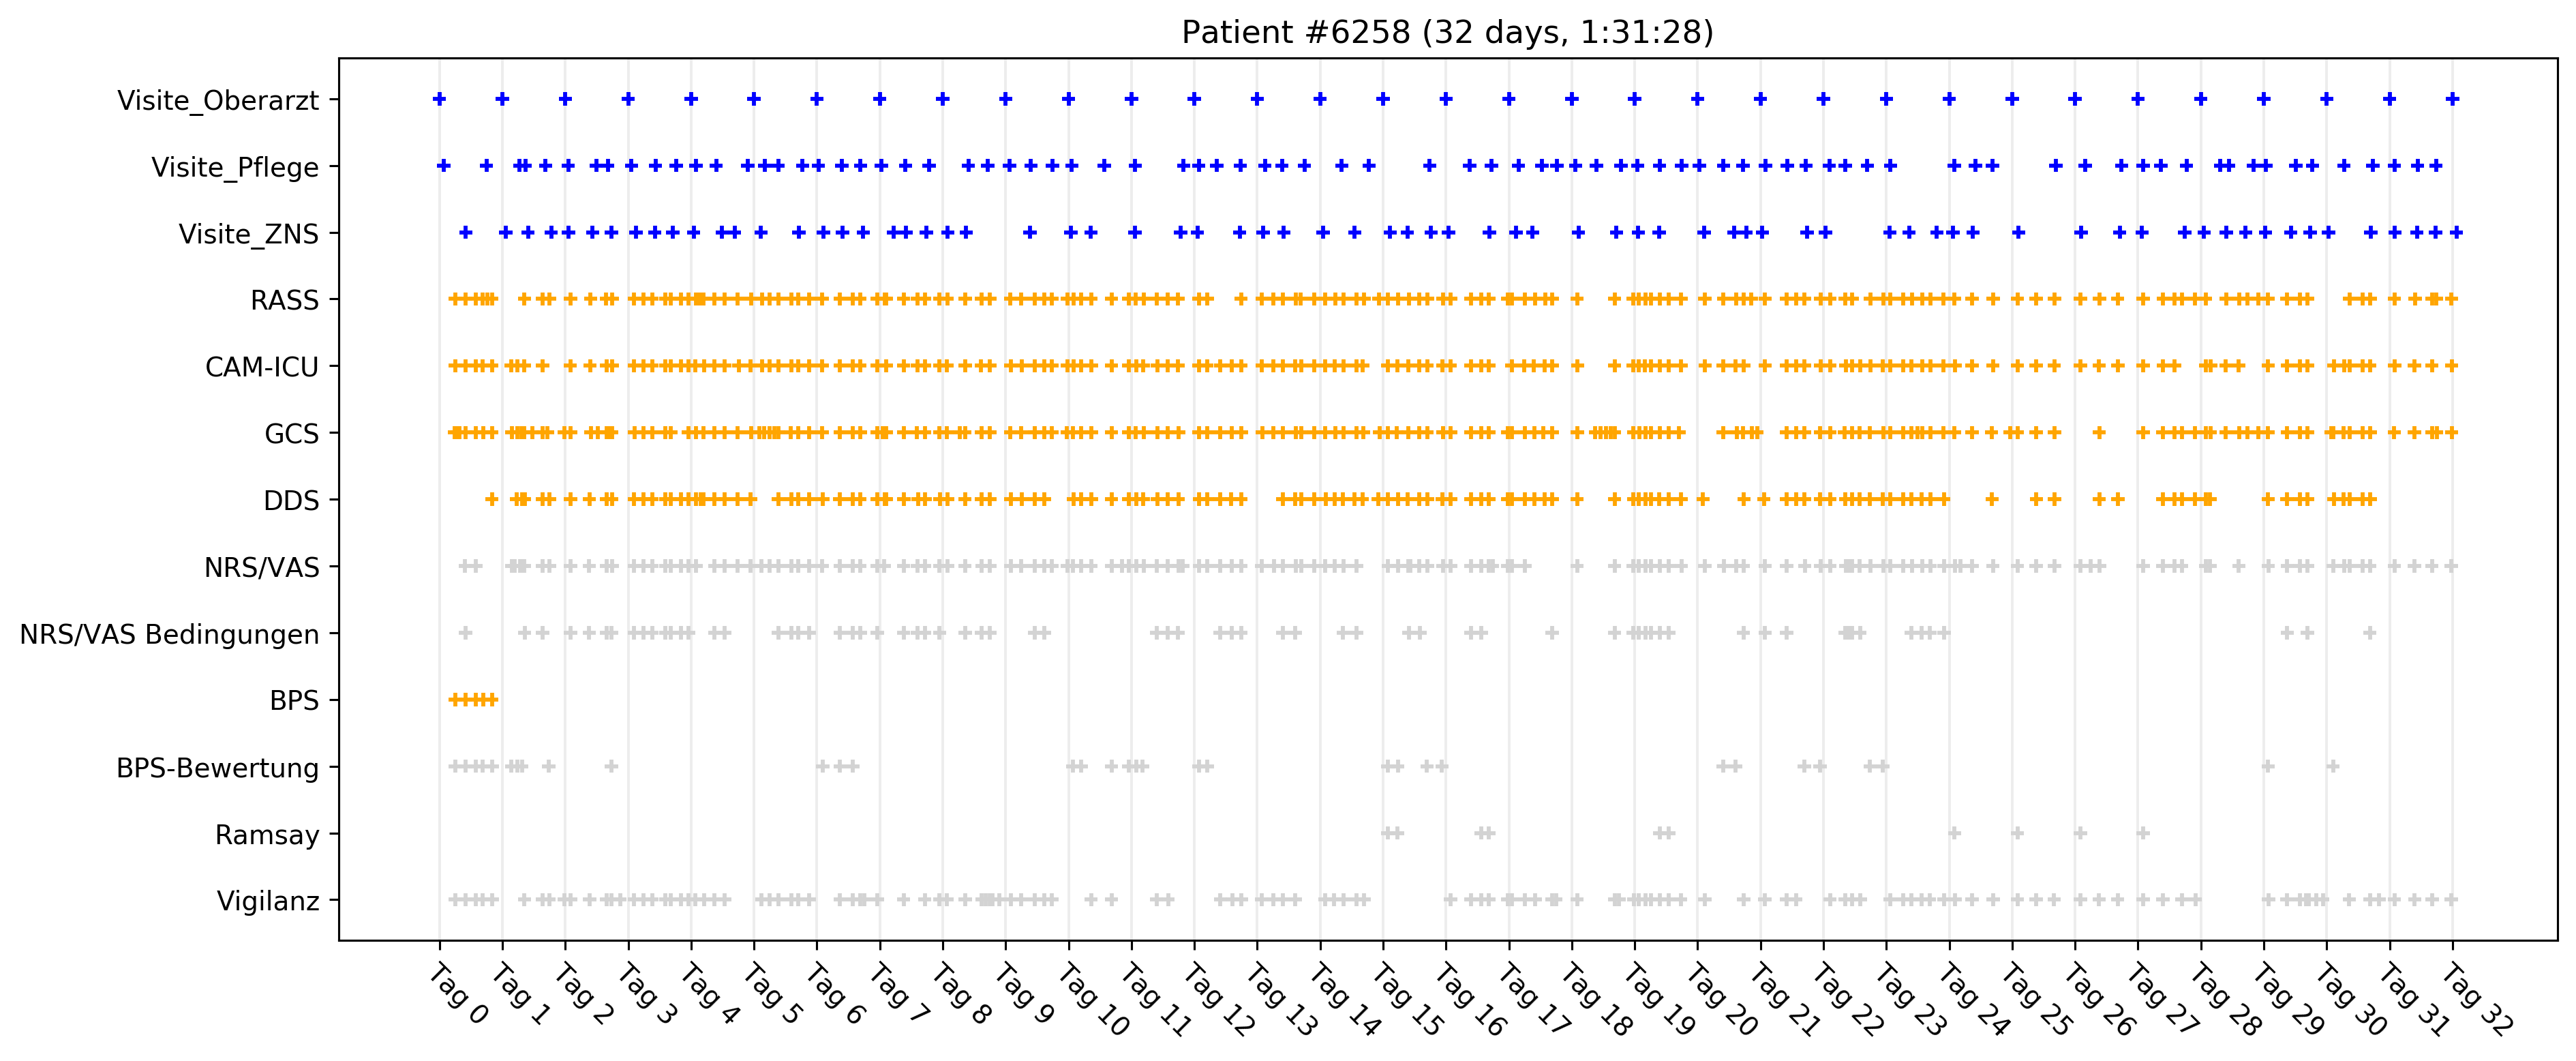 Patient #6258 (32 days, 1:31:28)
Visite_Oberarzt
Visite_Pflege
Visite_ZNS
RASS
CAM-ICU
GCS
DDS
NRS/VAS
NRS/VAS Bedingungen
BPS
BPS-Bewertung
Ramsay
Vigilanz
Tag 0
Tag 1
Tag 2
Tag 3
Tag 4
Tag 5
Tag 6
Tag 7
Tag 8
Tag 9
Tag 10
Tag 11
Tag 12
Tag 13
Tag 14
Tag 15
Tag 16
Tag 17
Tag 18
Tag 19
Tag 20
Tag 21
Tag 22
Tag 23
Tag 24
Tag 25
Tag 26
Tag 27
Tag 28
Tag 29
Tag 30
Tag 31
Tag 32